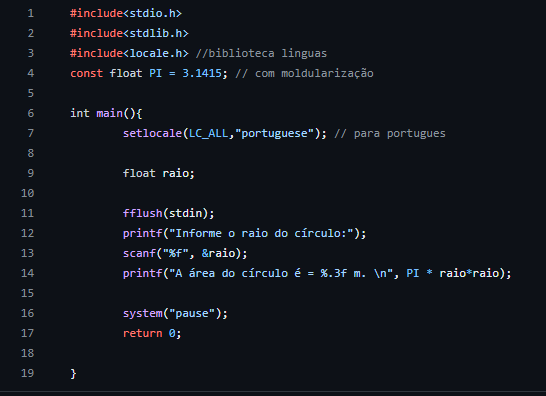 1 #include<stdio.h>
2 #include<stdlib.h>
3 #include<locale.h> //biblioteca linguas
4 const float PI = 3.1415; // com moldularização
5
6 int main(){
7 setlocale(LC_ALL,"portuguese"); // para portugues
8
9 float raio;
10
11 fflush(stdin);
12 printf("Informe o raio do círculo:");
13 scanf("%f", &raio);
14 printf("A área do círculo é = %.3f m. \n", PI * raio*raio);
15
16 system("pause");
17 return 0;
18
19 }